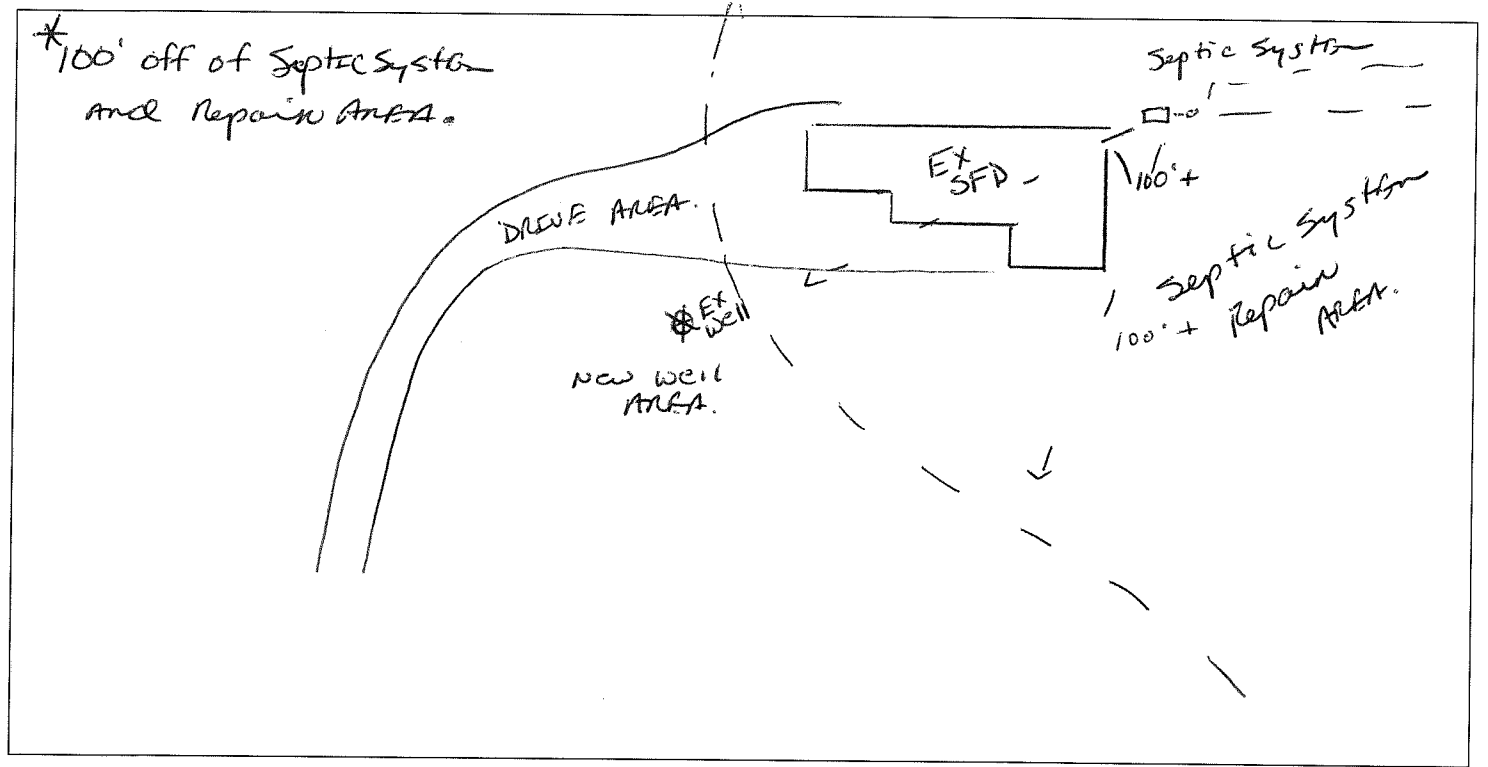 *100' off of Septic System
And Repair AREA.
Septic System
EX
SFD -
100'+
DRIVE AREA.
Septic System
100'+ Repair
AREA.
EX
well
New well
AREA.